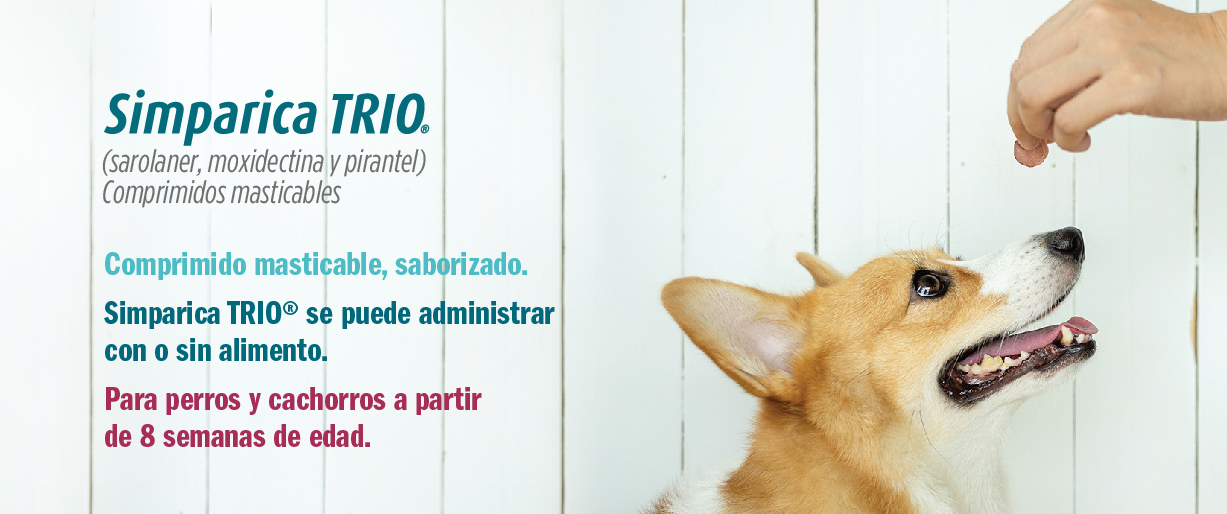 Simparica TRIO®
(sarolaner, moxidectina y pirantel)
Comprimidos masticables
Comprimido masticable, saborizado.
Simparica TRIO® se puede administrar
con o sin alimento.
Para perros y cachorros a partir
de 8 semanas de edad.